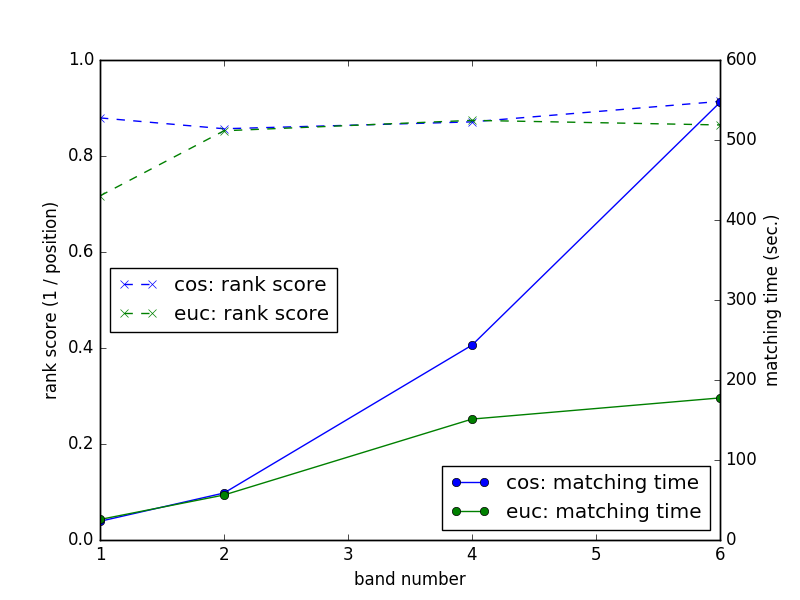 1.0
0.8
0.6
0.4
0.2
0.0
rank score (1 / position)
600
500
400
300
200
100
0
matching time (sec.)
cos: rank score
euc: rank score
cos: matching time
euc: matching time
1 2 3 4 5 6
band number